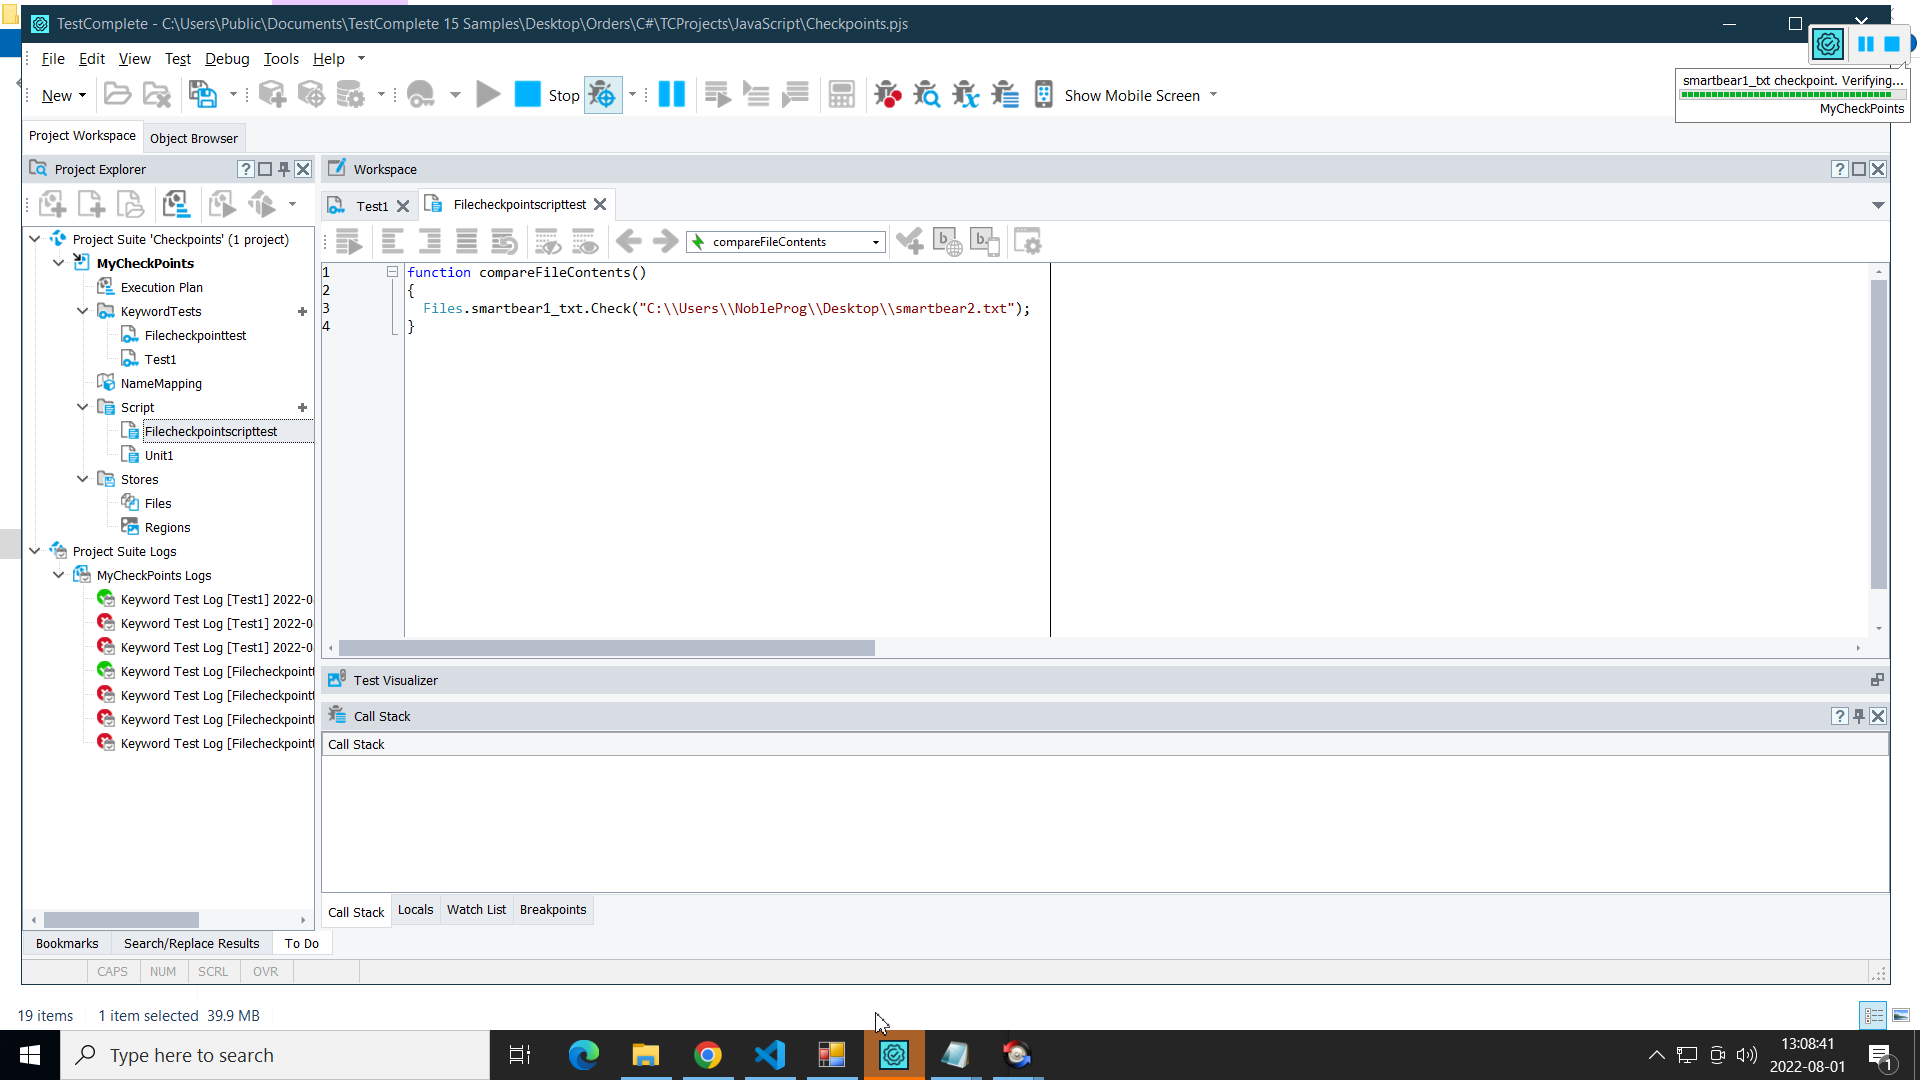 TestComplete - C:\Users\Public\Documents\TestComplete 15 Samples\Desktop\Orders\C#\TCProjects\JavaScript\Checkpoints.pjs
File Edit View Test Debug Tools Help
smartbear1_txt checkpoint. Verifying...
MyCheckPoints
New Stop Show Mobile Screen
Project Workspace Object Browser
Project Explorer
Workspace
Test1 Filecheckpointscripttest
compareFileContents
Project Suite 'Checkpoints' (1 project)
MyCheckPoints
Execution Plan
KeywordTests
Filecheckpointtest
Test1
NameMapping
Script
Filecheckpointscripttest
Unit1
Stores
Files
Regions
Project Suite Logs
MyCheckPoints Logs
Keyword Test Log [Test1] 2022-0
Keyword Test Log [Test1] 2022-0
Keyword Test Log [Test1] 2022-0
Keyword Test Log [Filecheckpointt
Keyword Test Log [Filecheckpointt
Keyword Test Log [Filecheckpointt
Keyword Test Log [Filecheckpointt
1 function compareFileContents()
2 {
3 Files.smartbear1_txt.Check("C:\\Users\\NobleProg\\Desktop\\smartbear2.txt");
4 }
Test Visualizer
Call Stack
Call Stack
Call Stack Locals Watch List Breakpoints
Bookmarks Search/Replace Results To Do
CAPS NUM SCRL OVR
19 items 1 item selected 39.9 MB
Type here to search
13:08:41
2022-08-01
1